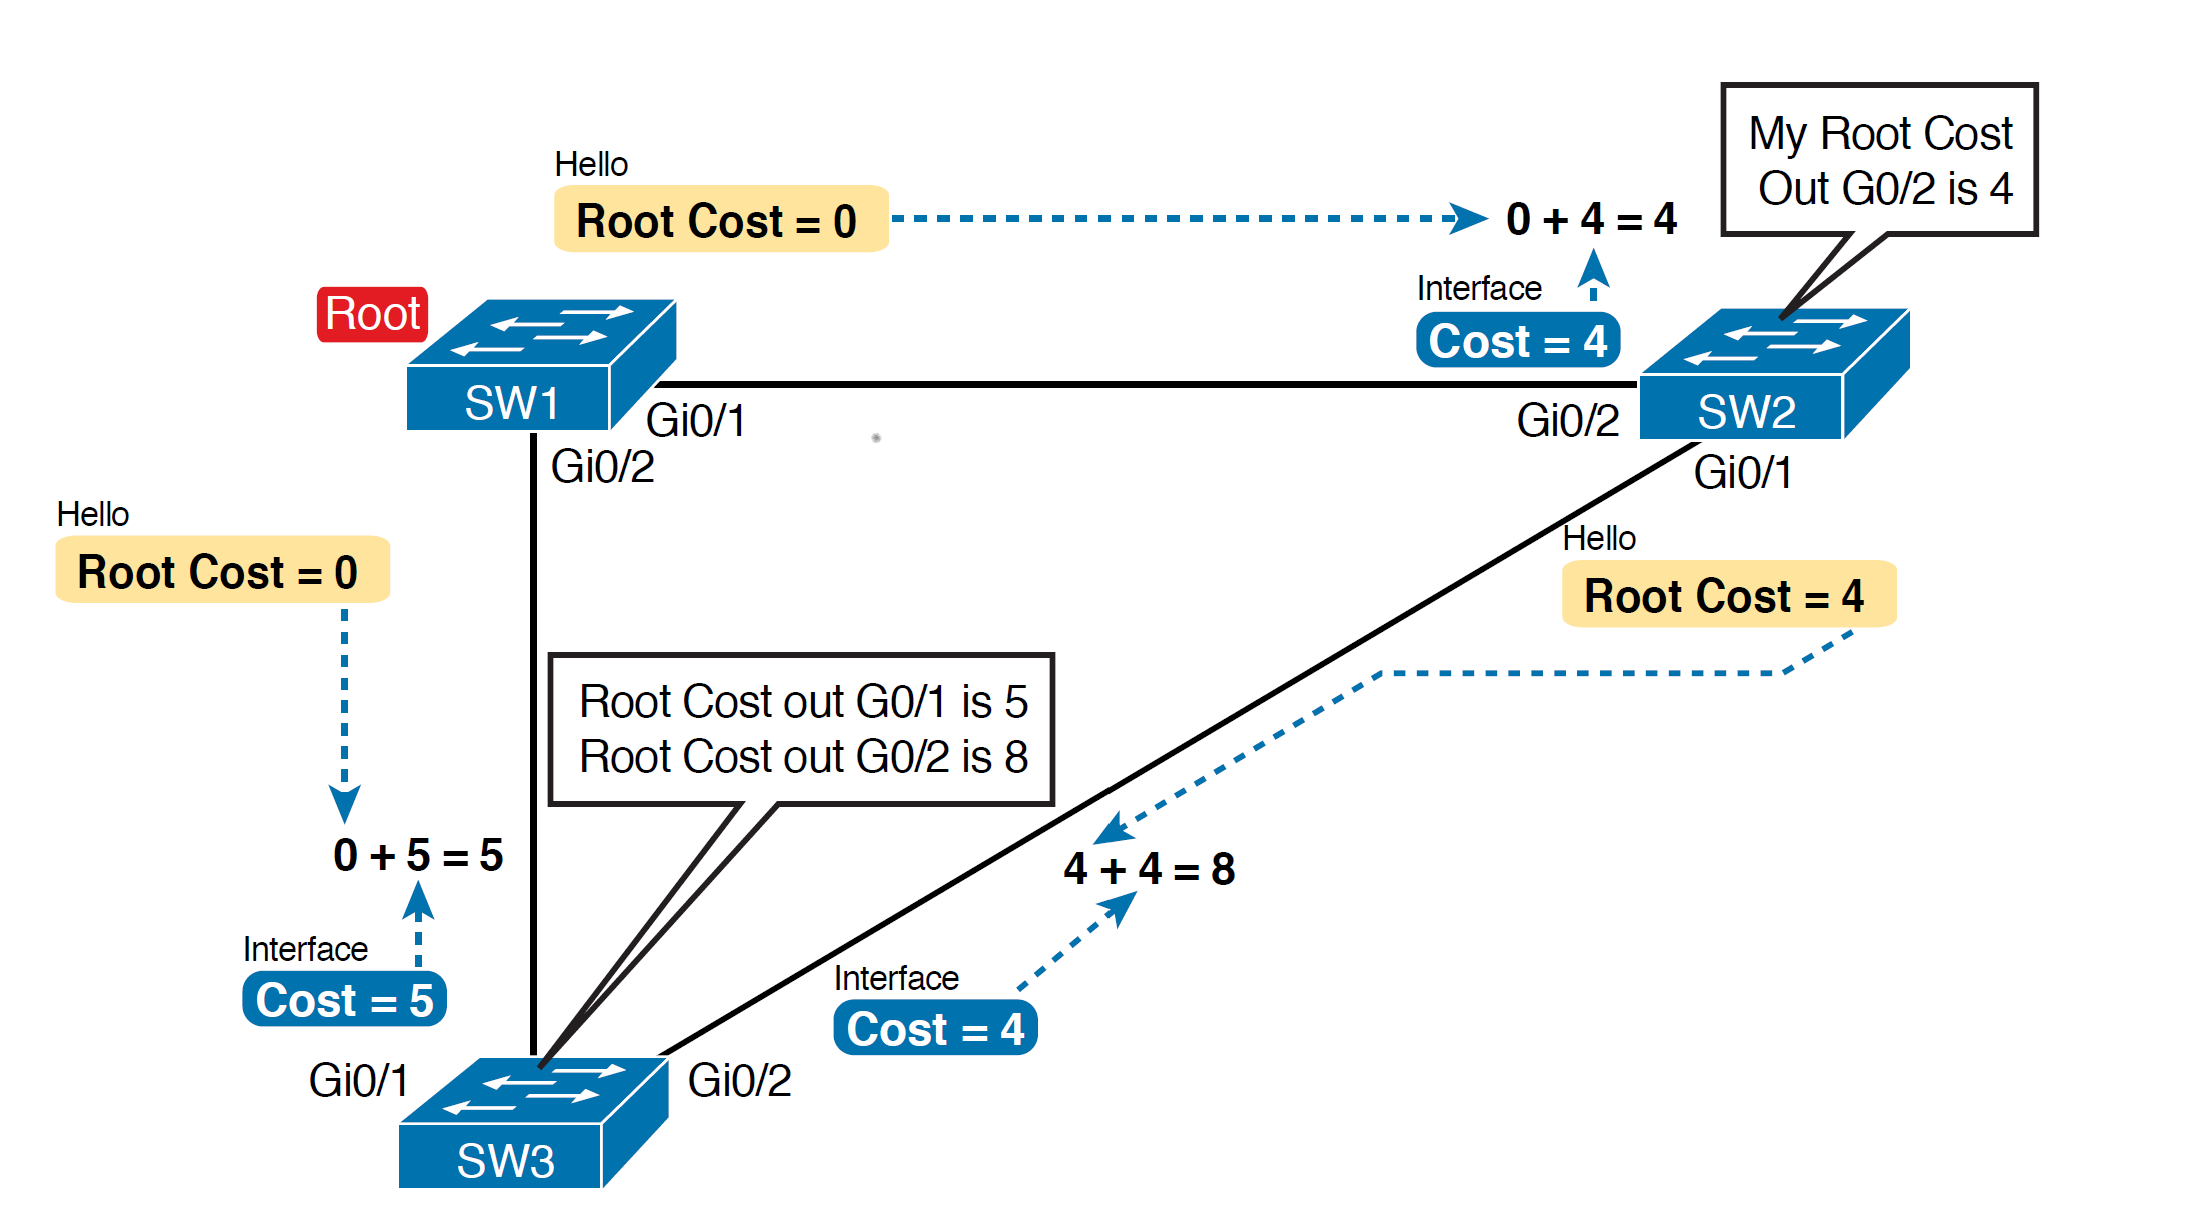 Hello
Root Cost = 0
0 + 4 = 4
My Root Cost
Out G0/2 is 4
Interface
Cost = 4
Root
SW1
Gi0/1
Gi0/2
Gi0/2
SW2
Gi0/1
Hello
Root Cost = 0
Hello
Root Cost = 4
Root Cost out G0/1 is 5
Root Cost out G0/2 is 8
0 + 5 = 5
4 + 4 = 8
Interface
Cost = 5
Interface
Cost = 4
Gi0/1
Gi0/2
SW3